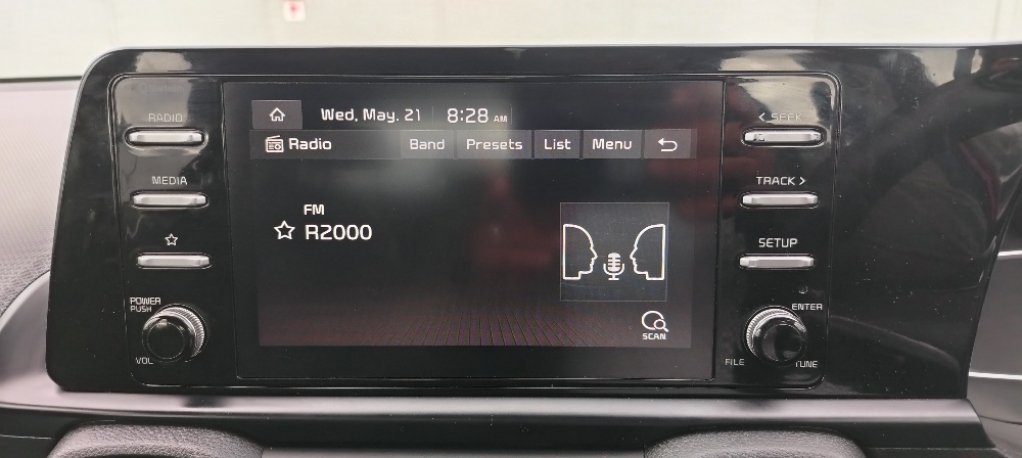 RADIO
MEDIA
POWER
PUSH
VOL
Wed, May. 21 8:28 AM
Radio Band Presets List Menu
FM
R2000
SCAN
< SEEK
TRACK >
SETUP
ENTER
FILE TUNE